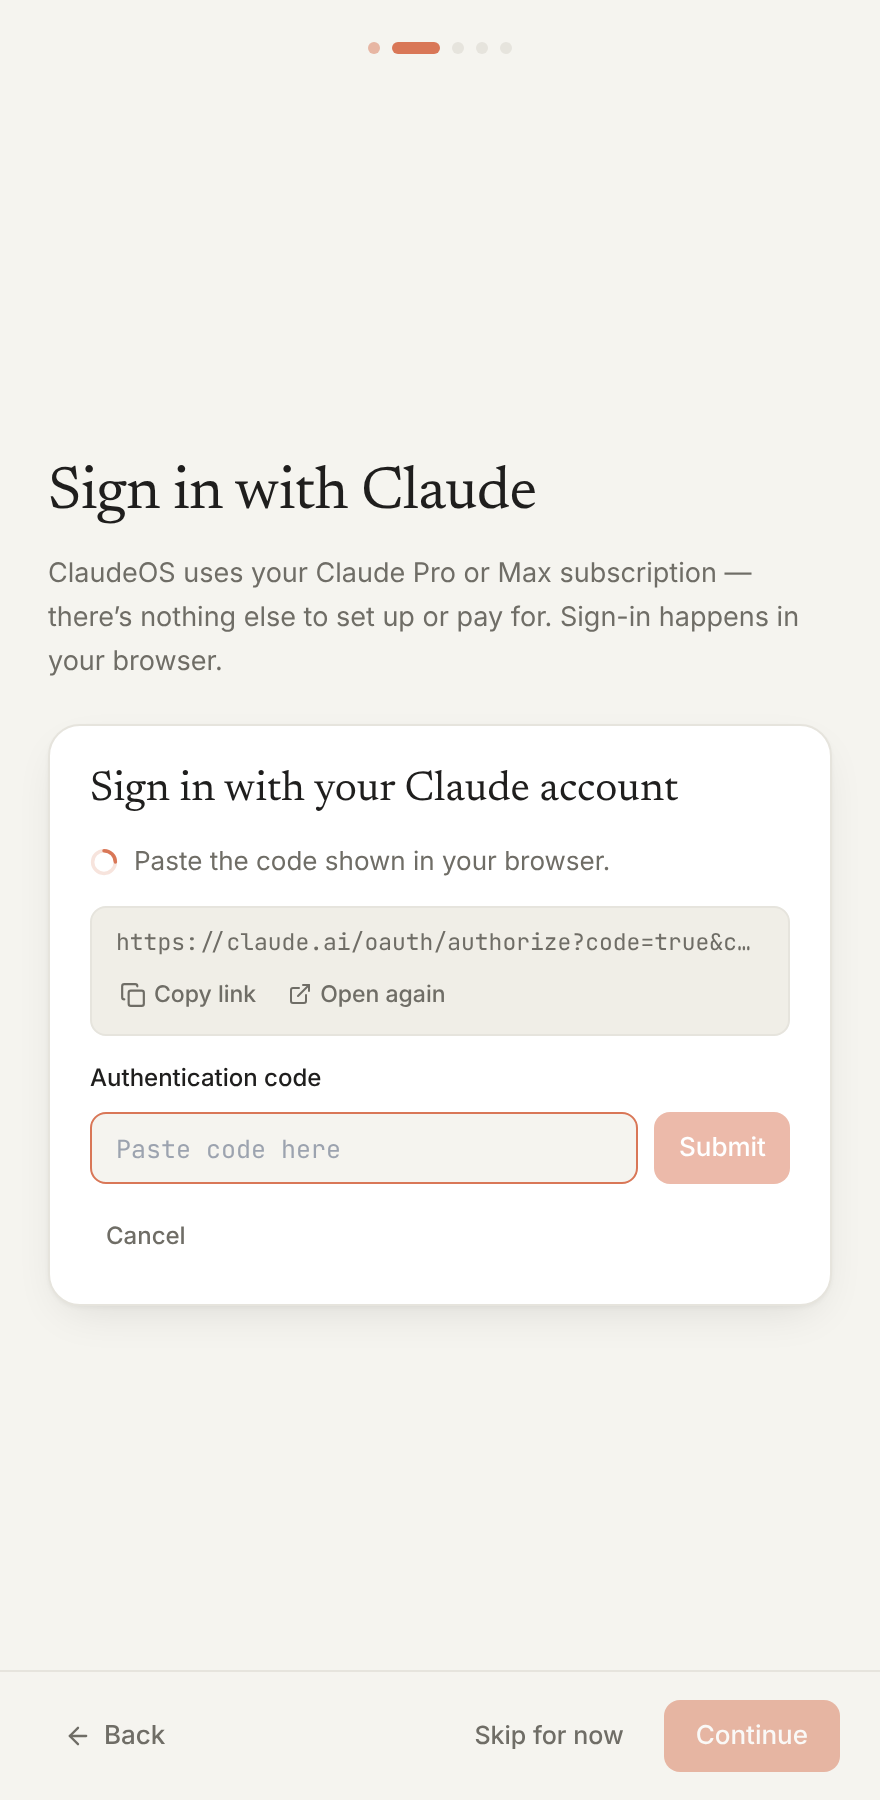 Sign in with Claude
ClaudeOS uses your Claude Pro or Max subscription —
there’s nothing else to set up or pay for. Sign-in happens in
your browser.
Sign in with your Claude account
Paste the code shown in your browser.
https://claude.ai/oauth/authorize?code=true&c…
Copy link
Open again
Authentication code
Paste code here
Submit
Cancel
Back
Skip for now
Continue